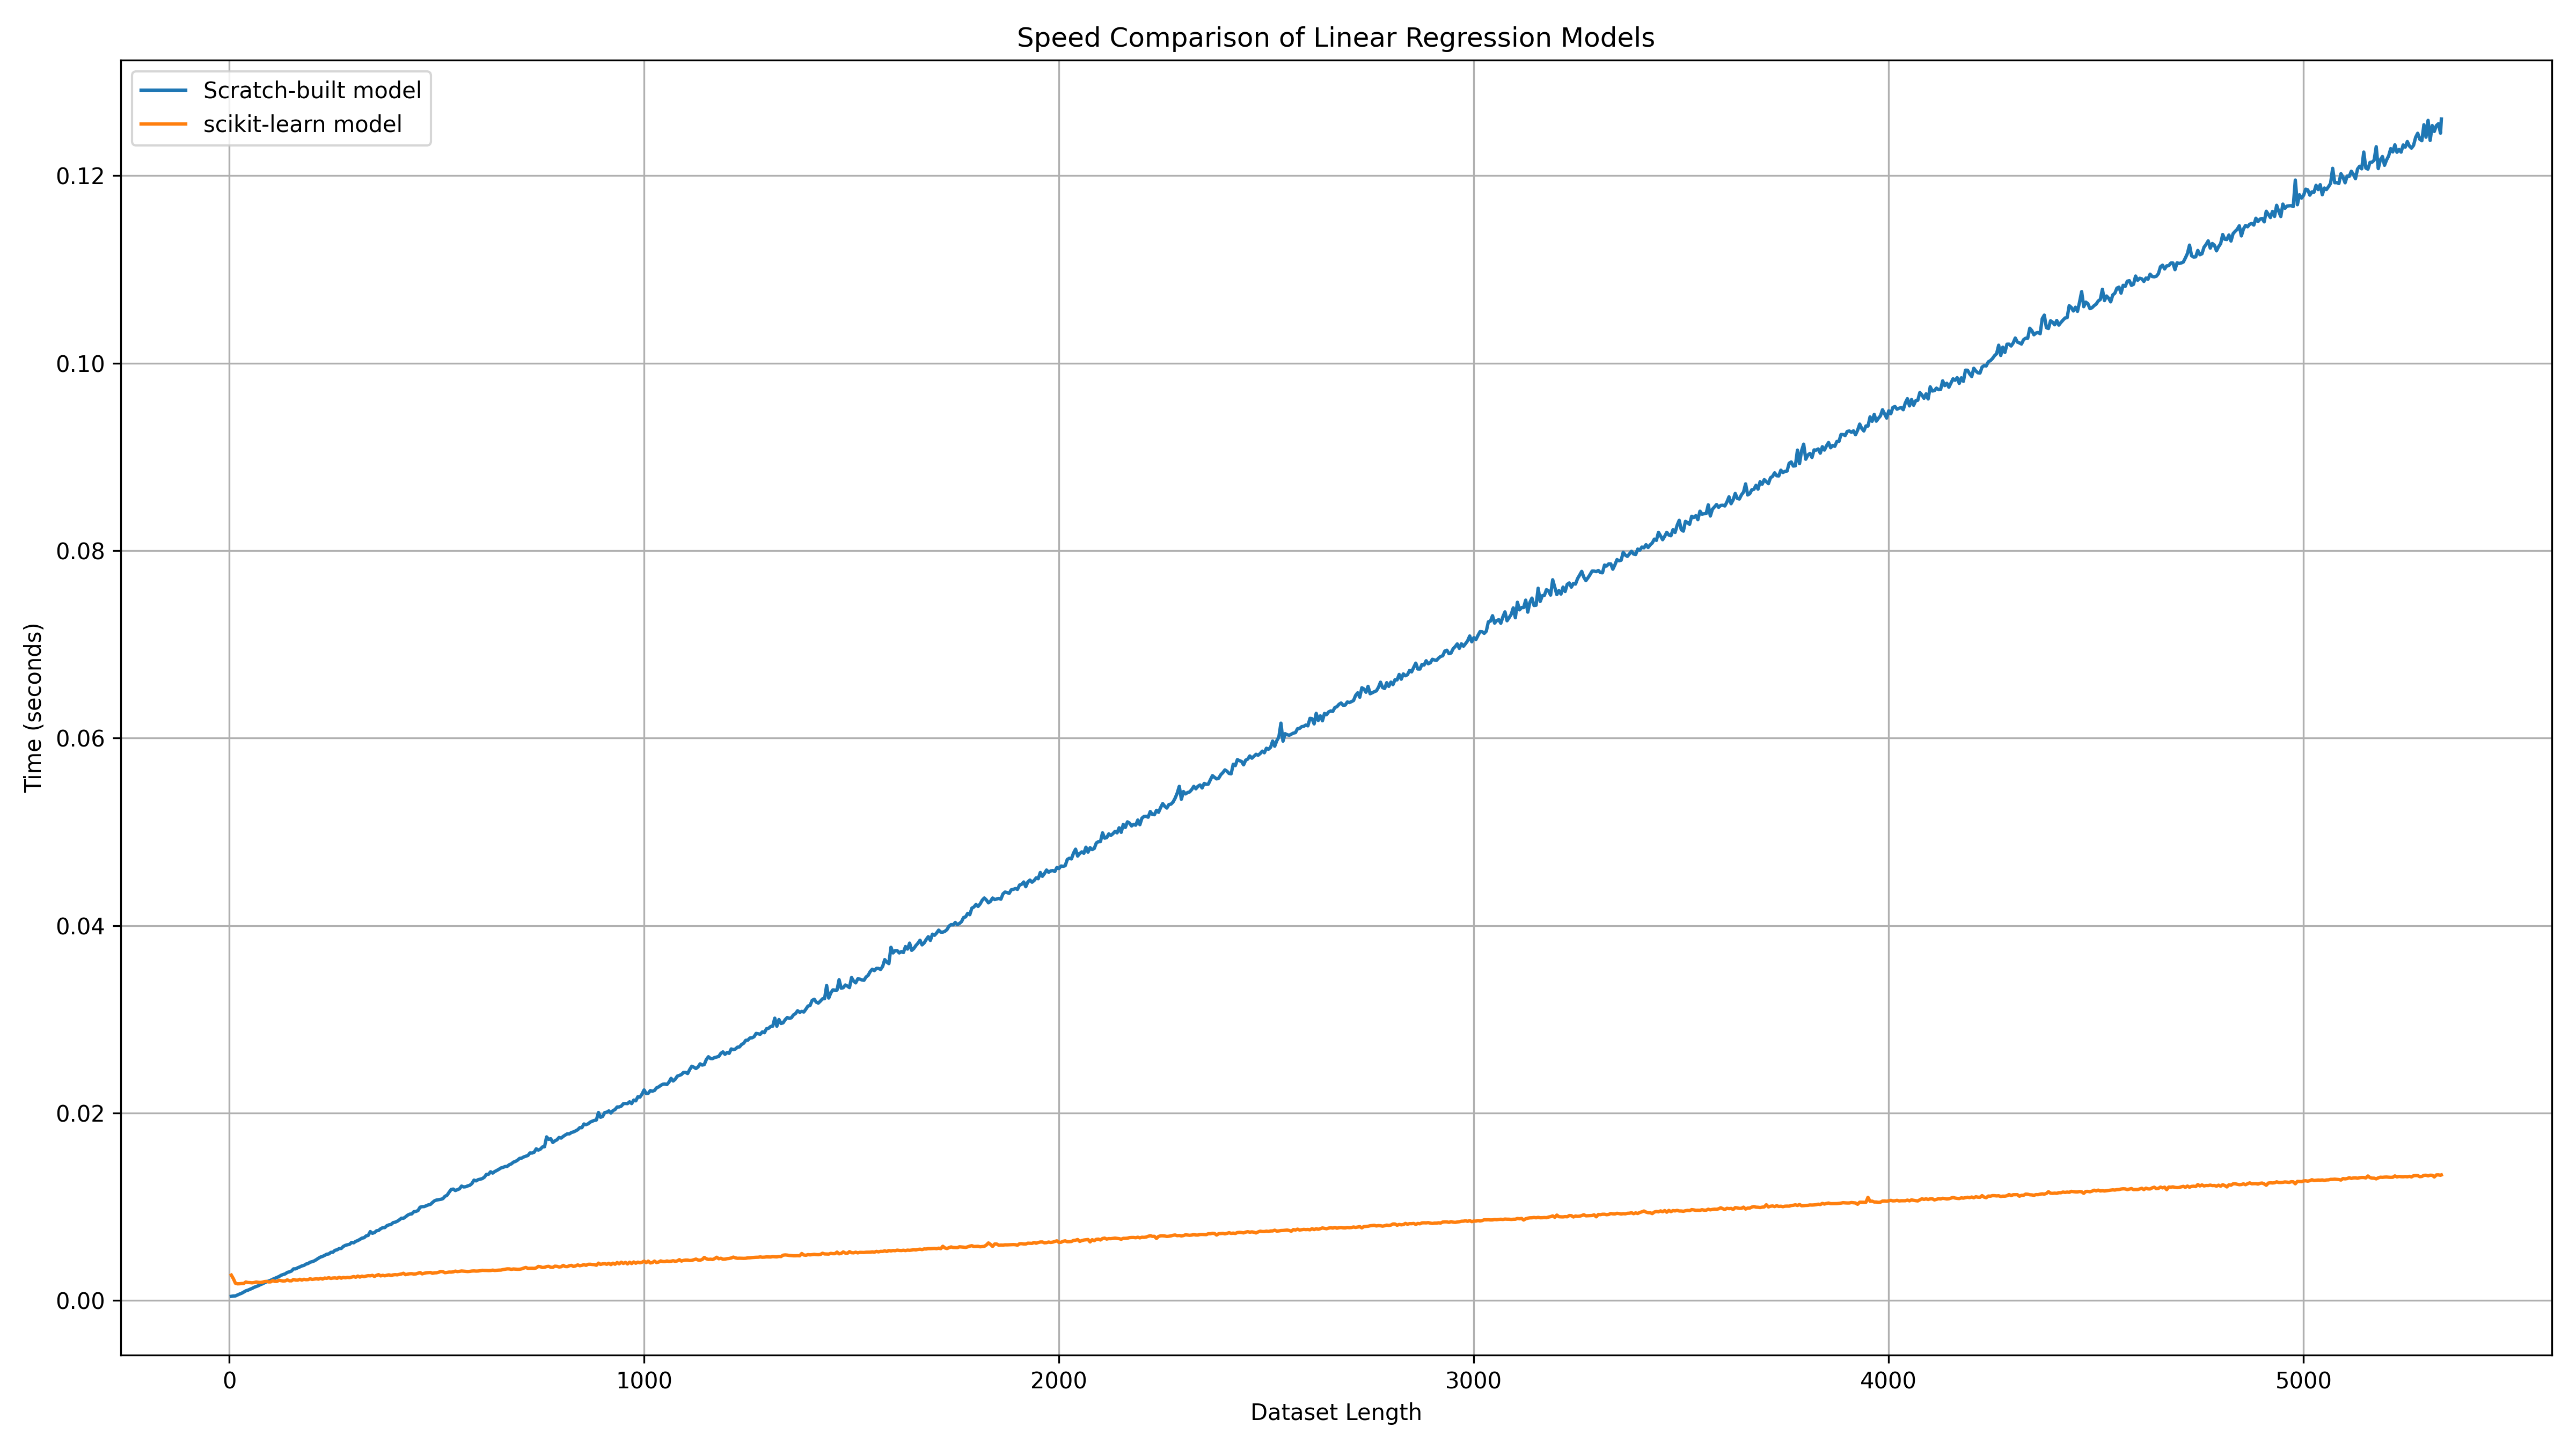 Speed Comparison of Linear Regression Models
Scratch-built model
scikit-learn model
0.12
0.10
0.08
0.06
0.04
0.02
0.00
Time (seconds)
0 1000 2000 3000 4000 5000
Dataset Length